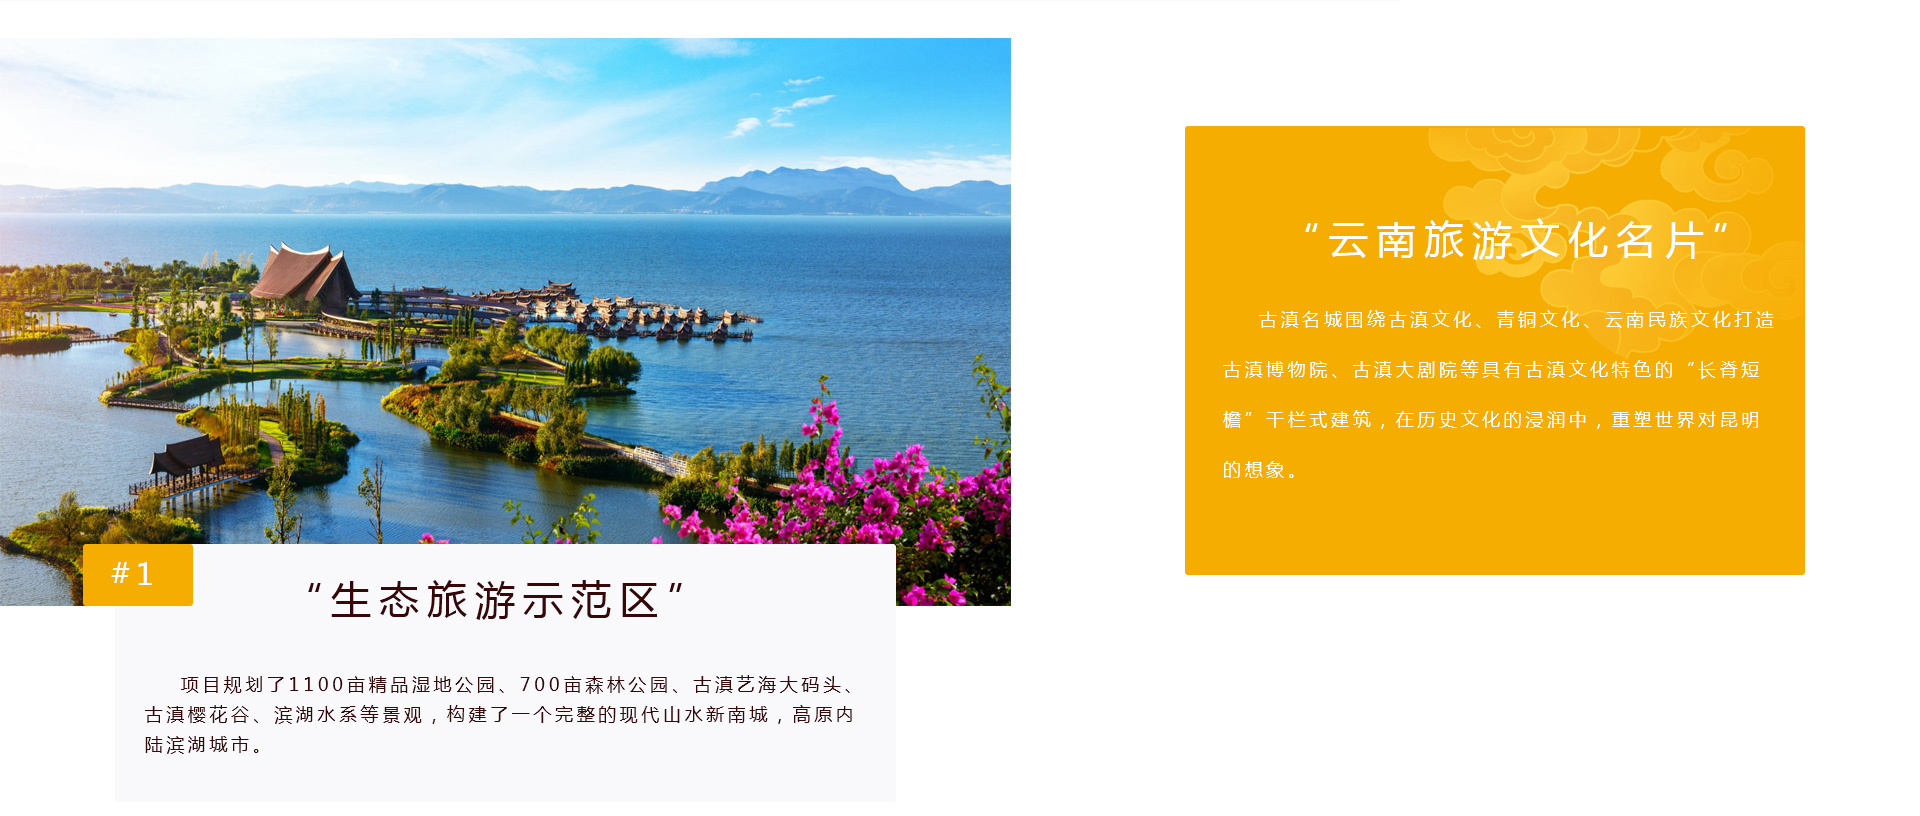 #1
“生态旅游示范区”
项目规划了1100亩精品湿地公园、700亩森林公园、古滇艺海大码头、
古滇樱花谷、滨湖水系等景观，构建了一个完整的现代山水新南城，高原内
陆滨湖城市。
“云南旅游文化名片”
古滇名城围绕古滇文化、青铜文化、云南民族文化打造
古滇博物院、古滇大剧院等具有古滇文化特色的“长脊短
檐”干栏式建筑，在历史文化的浸润中，重塑世界对昆明
的想象。